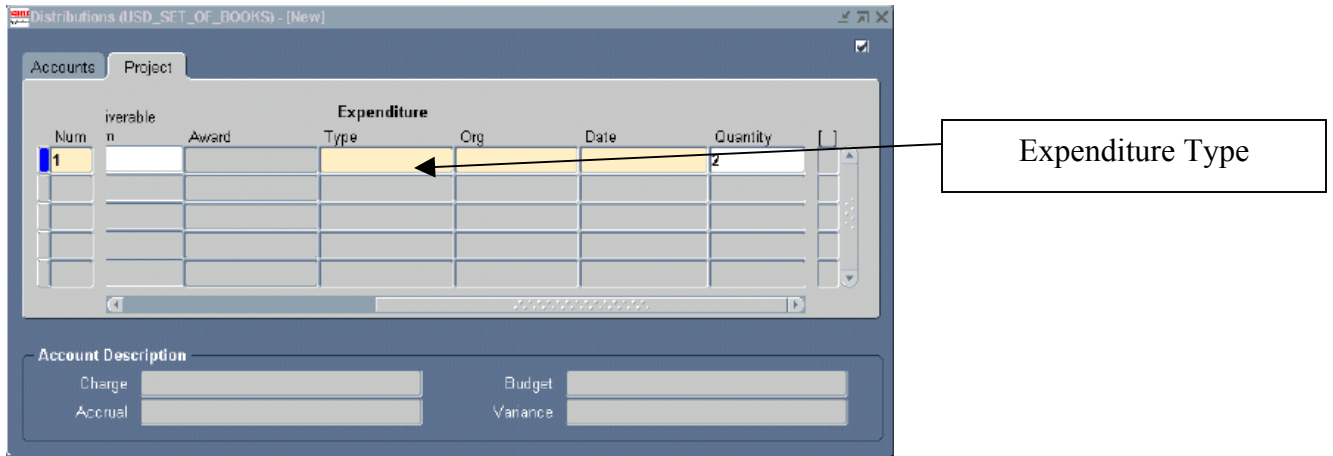 Distributions (USD_SET_OF_BOOKS) - [New]
Accounts Project
iverable Expenditure
Num n Award Type Org Date Quantity [ ]
1 2
Expenditure Type
Account Description
Charge Budget
Accrual Variance